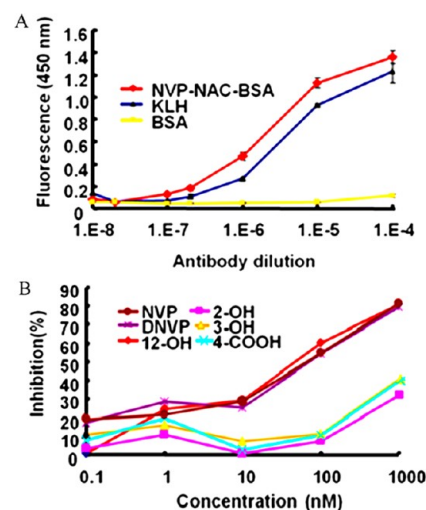 A
Fluorescence (450 nm)
1.6
1.4
1.2
1.0
0.8
0.6
0.4
0.2
0
NVP-NAC-BSA
KLH
BSA
1.E-8 1.E-7 1.E-6 1.E-5 1.E-4
Antibody dilution
B
Inhibition(%)
90
80
70
60
50
40
30
20
10
0
NVP 2-OH
DNVP 3-OH
12-OH 4-COOH
0.1 1 10 100 1000
Concentration (nM)